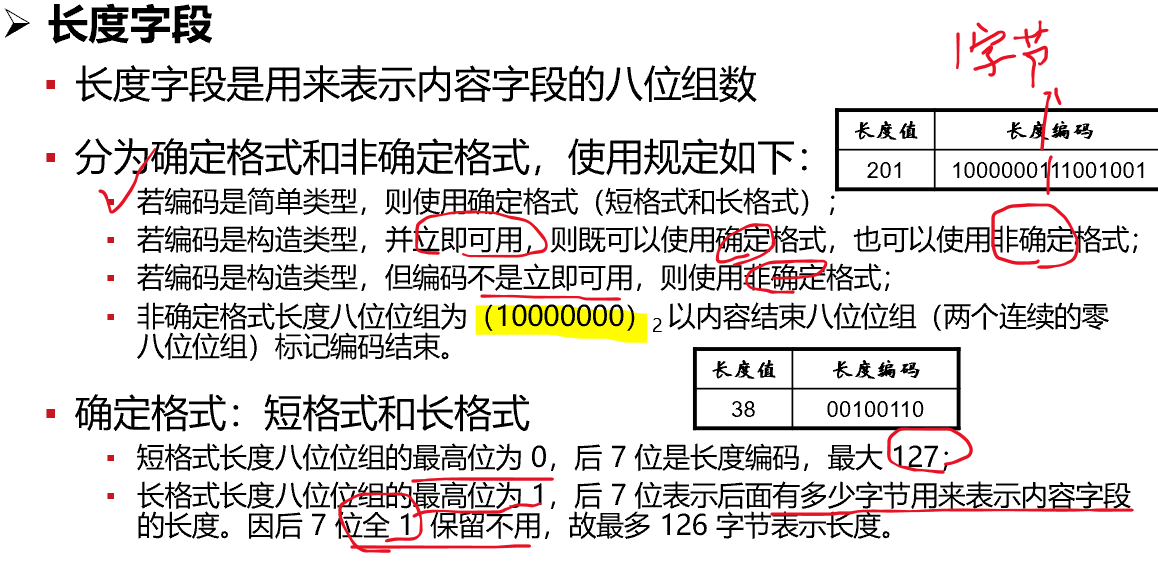 ➢ 长度字段
1字节
▪ 长度字段是用来表示内容字段的八位组数
长度值 长度编码
201 1000000111001001
▪ 分为确定格式和非确定格式，使用规定如下：
▪ 若编码是简单类型，则使用确定格式（短格式和长格式）；
▪ 若编码是构造类型，并立即可用，则既可以使用确定格式，也可以使用非确定格式；
▪ 若编码是构造类型，但编码不是立即可用，则使用非确定格式；
▪ 非确定格式长度八位位组为（10000000）2 以内容结束八位位组（两个连续的零
八位位组）标记编码结束。
长度值 长度编码
38 00100110
▪ 确定格式：短格式和长格式
▪ 短格式长度八位位组的最高位为 0，后 7 位是长度编码，最大 127；
▪ 长格式长度八位位组的最高位为 1，后 7 位表示后面有多少字节用来表示内容字段
的长度。因后 7 位全 1 保留不用，故最多 126 字节表示长度。